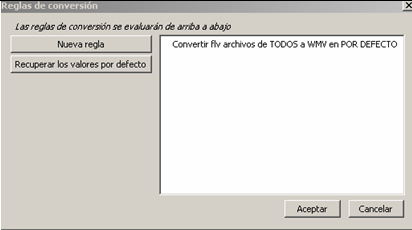 Reglas de conversión
Las reglas de conversión se evaluarán de arriba a abajo
Nueva regla
Convertir flv archivos de TODOS a WMV en POR DEFECTO
Recuperar los valores por defecto
Aceptar
Cancelar